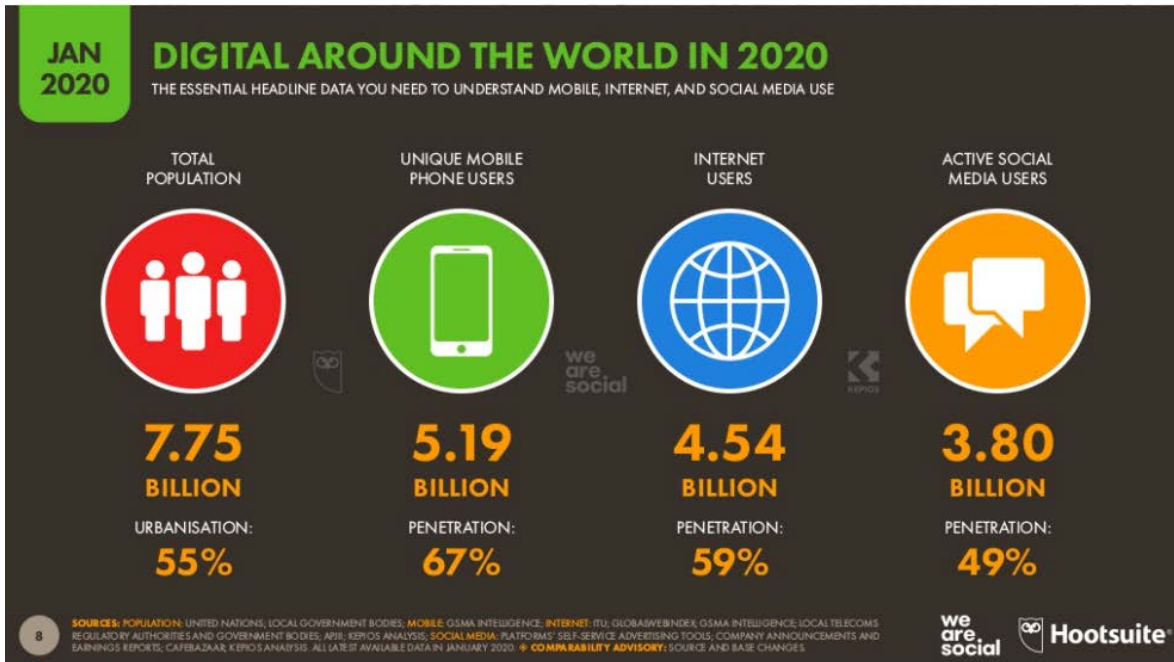 JAN
2020
DIGITAL AROUND THE WORLD IN 2020
THE ESSENTIAL HEADLINE DATA YOU NEED TO UNDERSTAND MOBILE, INTERNET, AND SOCIAL MEDIA USE
TOTAL
POPULATION
UNIQUE MOBILE
PHONE USERS
INTERNET
USERS
ACTIVE SOCIAL
MEDIA USERS
we
are
social
KEPIOS
7.75
BILLION
URBANISATION:
55%
5.19
BILLION
PENETRATION:
67%
4.54
BILLION
PENETRATION:
59%
3.80
BILLION
PENETRATION:
49%
8
SOURCES: POPULATION: UNITED NATIONS; LOCAL GOVERNMENT BODIES; MOBILE: GSMA INTELLIGENCE; INTERNET: ITU; GLOBALWEBINDEX; GSMA INTELLIGENCE; LOCAL TELECOMS
REGULATORY AUTHORITIES AND GOVERNMENT BODIES; APJII; KEPIOS ANALYSIS; SOCIAL MEDIA: PLATFORMS' SELF-SERVICE ADVERTISING TOOLS; COMPANY ANNOUNCEMENTS AND
EARNINGS REPORTS; CAFEBAZAAR; KEPIOS ANALYSIS. ALL LATEST AVAILABLE DATA IN JANUARY 2020. COMPARABILITY ADVISORY: SOURCE AND BASE CHANGES.
we
are
social
Hootsuite®